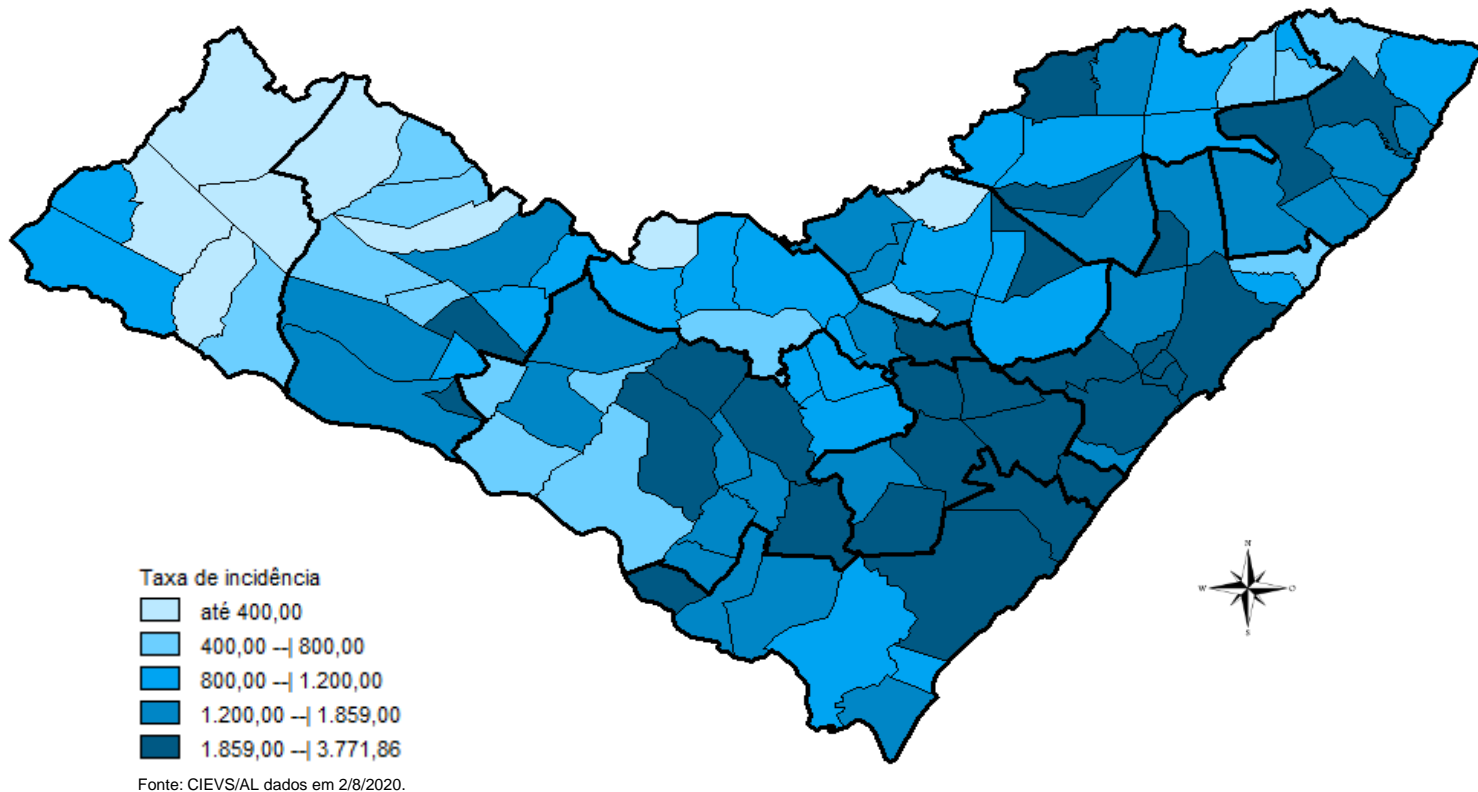 N
W
O
S
Taxa de incidência
até 400,00
400,00 --| 800,00
800,00 --| 1.200,00
1.200,00 --| 1.859,00
1.859,00 --| 3.771,86
Fonte: CIEVS/AL dados em 2/8/2020.